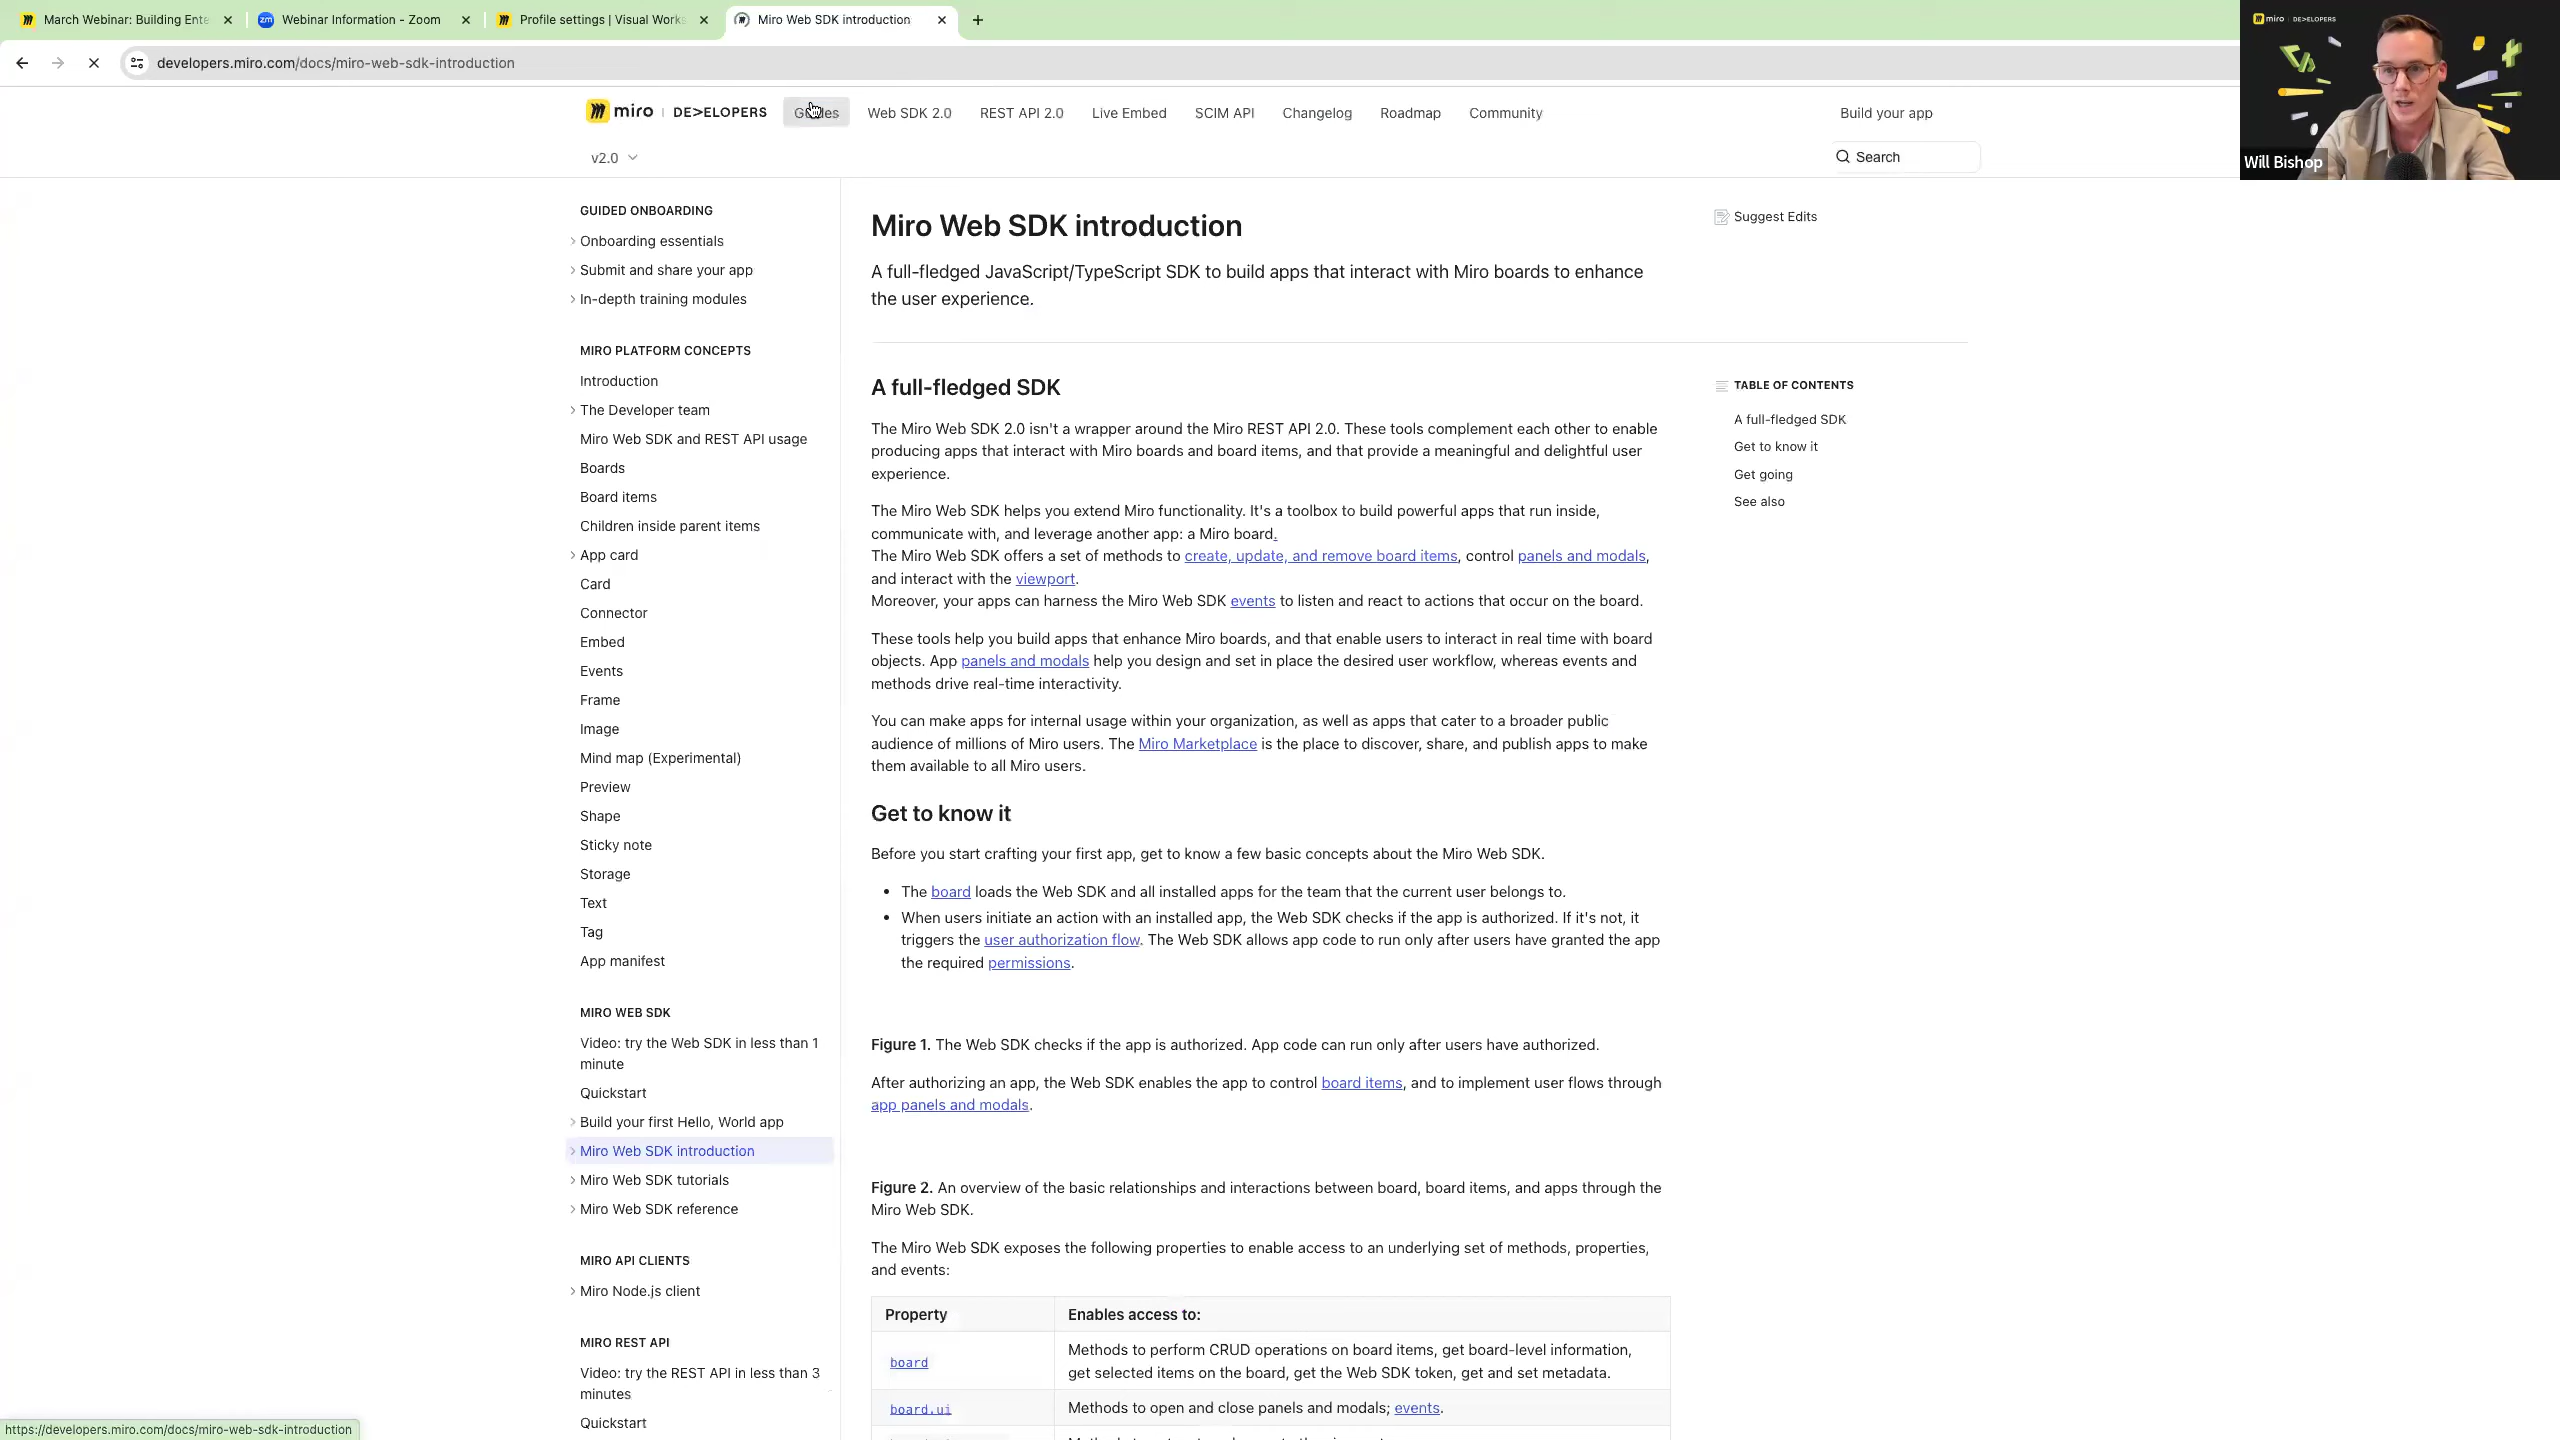 March Webinar: Building Ente
Webinar Information - Zoom
Profile settings | Visual Works
Miro Web SDK introduction
developers.miro.com/docs/miro-web-sdk-introduction
miro | DE>ELOPERS
Will Bishop
miro | DE>ELOPERS
Guides
Web SDK 2.0
REST API 2.0
Live Embed
SCIM API
Changelog
Roadmap
Community
Build your app
v2.0
Search
GUIDED ONBOARDING
Onboarding essentials
Submit and share your app
In-depth training modules
MIRO PLATFORM CONCEPTS
Introduction
The Developer team
Miro Web SDK and REST API usage
Boards
Board items
Children inside parent items
App card
Card
Connector
Embed
Events
Frame
Image
Mind map (Experimental)
Preview
Shape
Sticky note
Storage
Text
Tag
App manifest
MIRO WEB SDK
Video: try the Web SDK in less than 1
minute
Quickstart
Build your first Hello, World app
Miro Web SDK introduction
Miro Web SDK tutorials
Miro Web SDK reference
MIRO API CLIENTS
Miro Node.js client
MIRO REST API
Video: try the REST API in less than 3
minutes
Quickstart
Miro Web SDK introduction
A full-fledged JavaScript/TypeScript SDK to build apps that interact with Miro boards to enhance
the user experience.
A full-fledged SDK
The Miro Web SDK 2.0 isn't a wrapper around the Miro REST API 2.0. These tools complement each other to enable
producing apps that interact with Miro boards and board items, and that provide a meaningful and delightful user
experience.
The Miro Web SDK helps you extend Miro functionality. It's a toolbox to build powerful apps that run inside,
communicate with, and leverage another app: a Miro board.
The Miro Web SDK offers a set of methods to create, update, and remove board items, control panels and modals,
and interact with the viewport.
Moreover, your apps can harness the Miro Web SDK events to listen and react to actions that occur on the board.
These tools help you build apps that enhance Miro boards, and that enable users to interact in real time with board
objects. App panels and modals help you design and set in place the desired user workflow, whereas events and
methods drive real-time interactivity.
You can make apps for internal usage within your organization, as well as apps that cater to a broader public
audience of millions of Miro users. The Miro Marketplace is the place to discover, share, and publish apps to make
them available to all Miro users.
Get to know it
Before you start crafting your first app, get to know a few basic concepts about the Miro Web SDK.
• The board loads the Web SDK and all installed apps for the team that the current user belongs to.
• When users initiate an action with an installed app, the Web SDK checks if the app is authorized. If it's not, it
triggers the user authorization flow. The Web SDK allows app code to run only after users have granted the app
the required permissions.
Figure 1. The Web SDK checks if the app is authorized. App code can run only after users have authorized.
After authorizing an app, the Web SDK enables the app to control board items, and to implement user flows through
app panels and modals.
Figure 2. An overview of the basic relationships and interactions between board, board items, and apps through the
Miro Web SDK.
The Miro Web SDK exposes the following properties to enable access to an underlying set of methods, properties,
and events:
Property
Enables access to:
board
Methods to perform CRUD operations on board items, get board-level information,
get selected items on the board, get the Web SDK token, get and set metadata.
board.ui
Methods to open and close panels and modals; events.
Suggest Edits
TABLE OF CONTENTS
A full-fledged SDK
Get to know it
Get going
See also
https://developers.miro.com/docs/miro-web-sdk-introduction